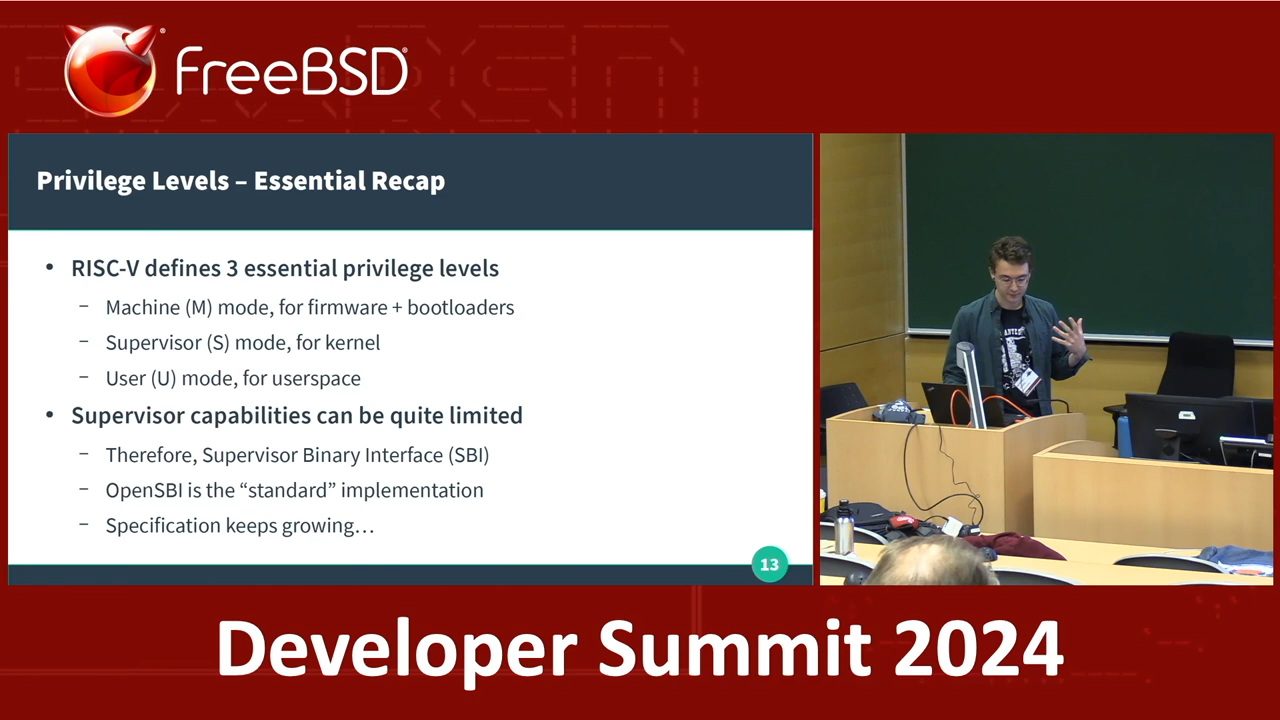 FreeBSD®
Privilege Levels – Essential Recap
• RISC-V defines 3 essential privilege levels
– Machine (M) mode, for firmware + bootloaders
– Supervisor (S) mode, for kernel
– User (U) mode, for userspace
• Supervisor capabilities can be quite limited
– Therefore, Supervisor Binary Interface (SBI)
– OpenSBI is the “standard” implementation
– Specification keeps growing…
13
WANTED
Developer Summit 2024